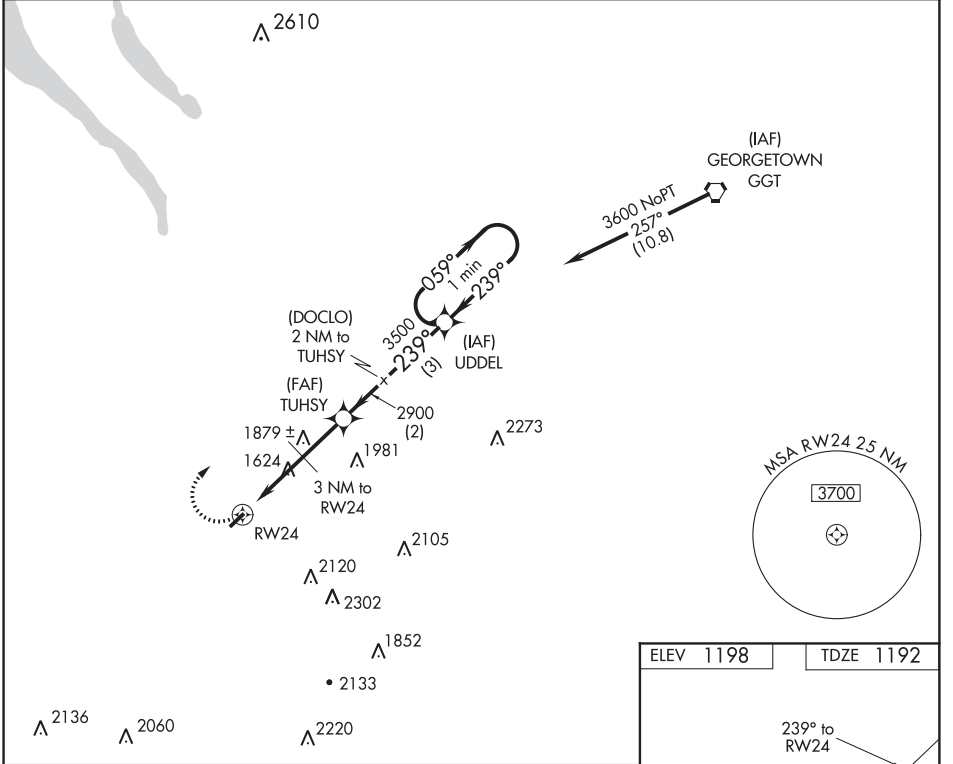 2610
(IAF)
GEORGETOWN
GGT
3600 NoPT
257°
(10.8)
059°
1 min
239°
(DOCLO)
2 NM to
TUHSY
3500
239°
(3)
(IAF)
UDDEL
(FAF)
TUHSY
2900
(2)
1879 ±
1981
2273
1624
3 NM to
RW24
RW24
MSA RW24 25 NM
3700
2105
2120
2302
1852
2133
2136
2060
2220
ELEV 1198
TDZE 1192
239° to
RW24